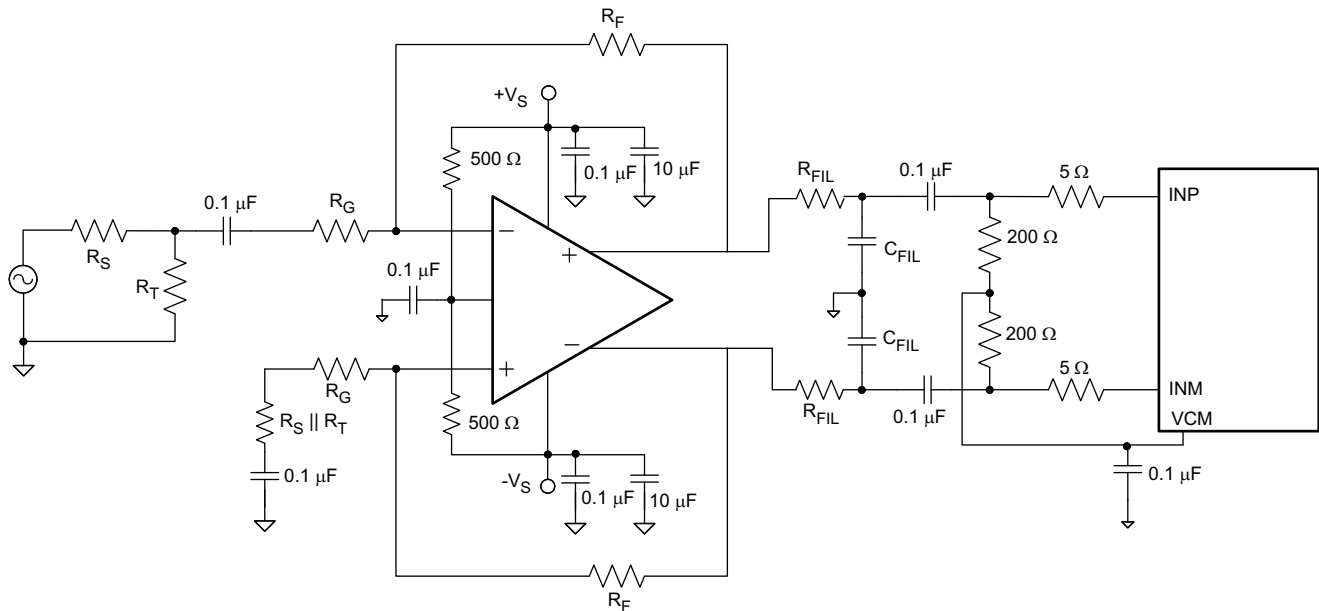 R_F
+V_S
500 Ω
0.1 μF
10 μF
R_FIL
0.1 μF
5 Ω
INP
0.1 μF
R_G
200 Ω
R_S
R_T
C_FIL
0.1 μF
−
+
200 Ω
C_FIL
−
5 Ω
+
R_G
INM
R_FIL
0.1 μF
VCM
R_S || R_T
500 Ω
0.1 μF
-V_S
0.1 μF
10 μF
0.1 μF
R_F